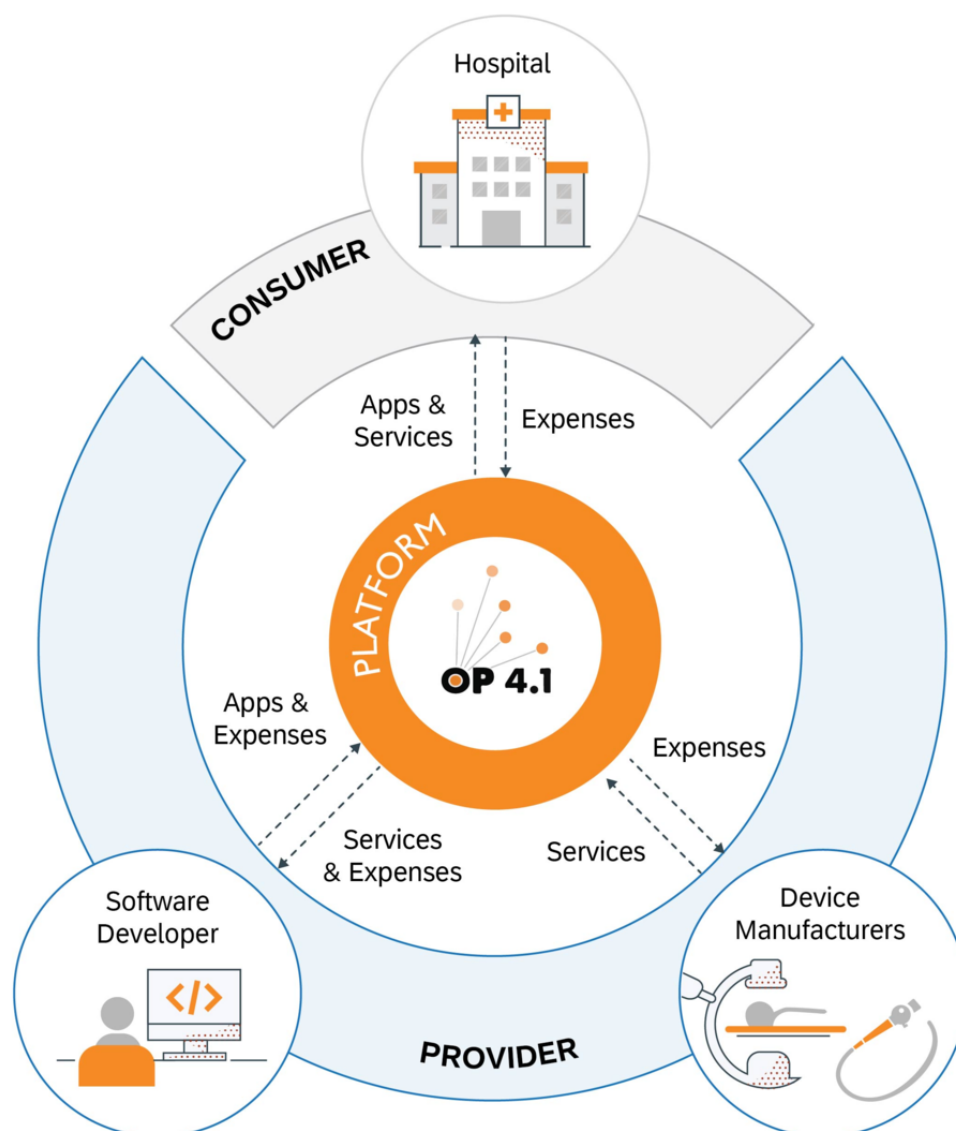 Hospital
CONSUMER
Apps &
Services
Expenses
PLATFORM
OP 4.1
Apps &
Expenses
Expenses
Services
& Expenses
Services
Software
Developer
</>
Device
Manufacturers
PROVIDER